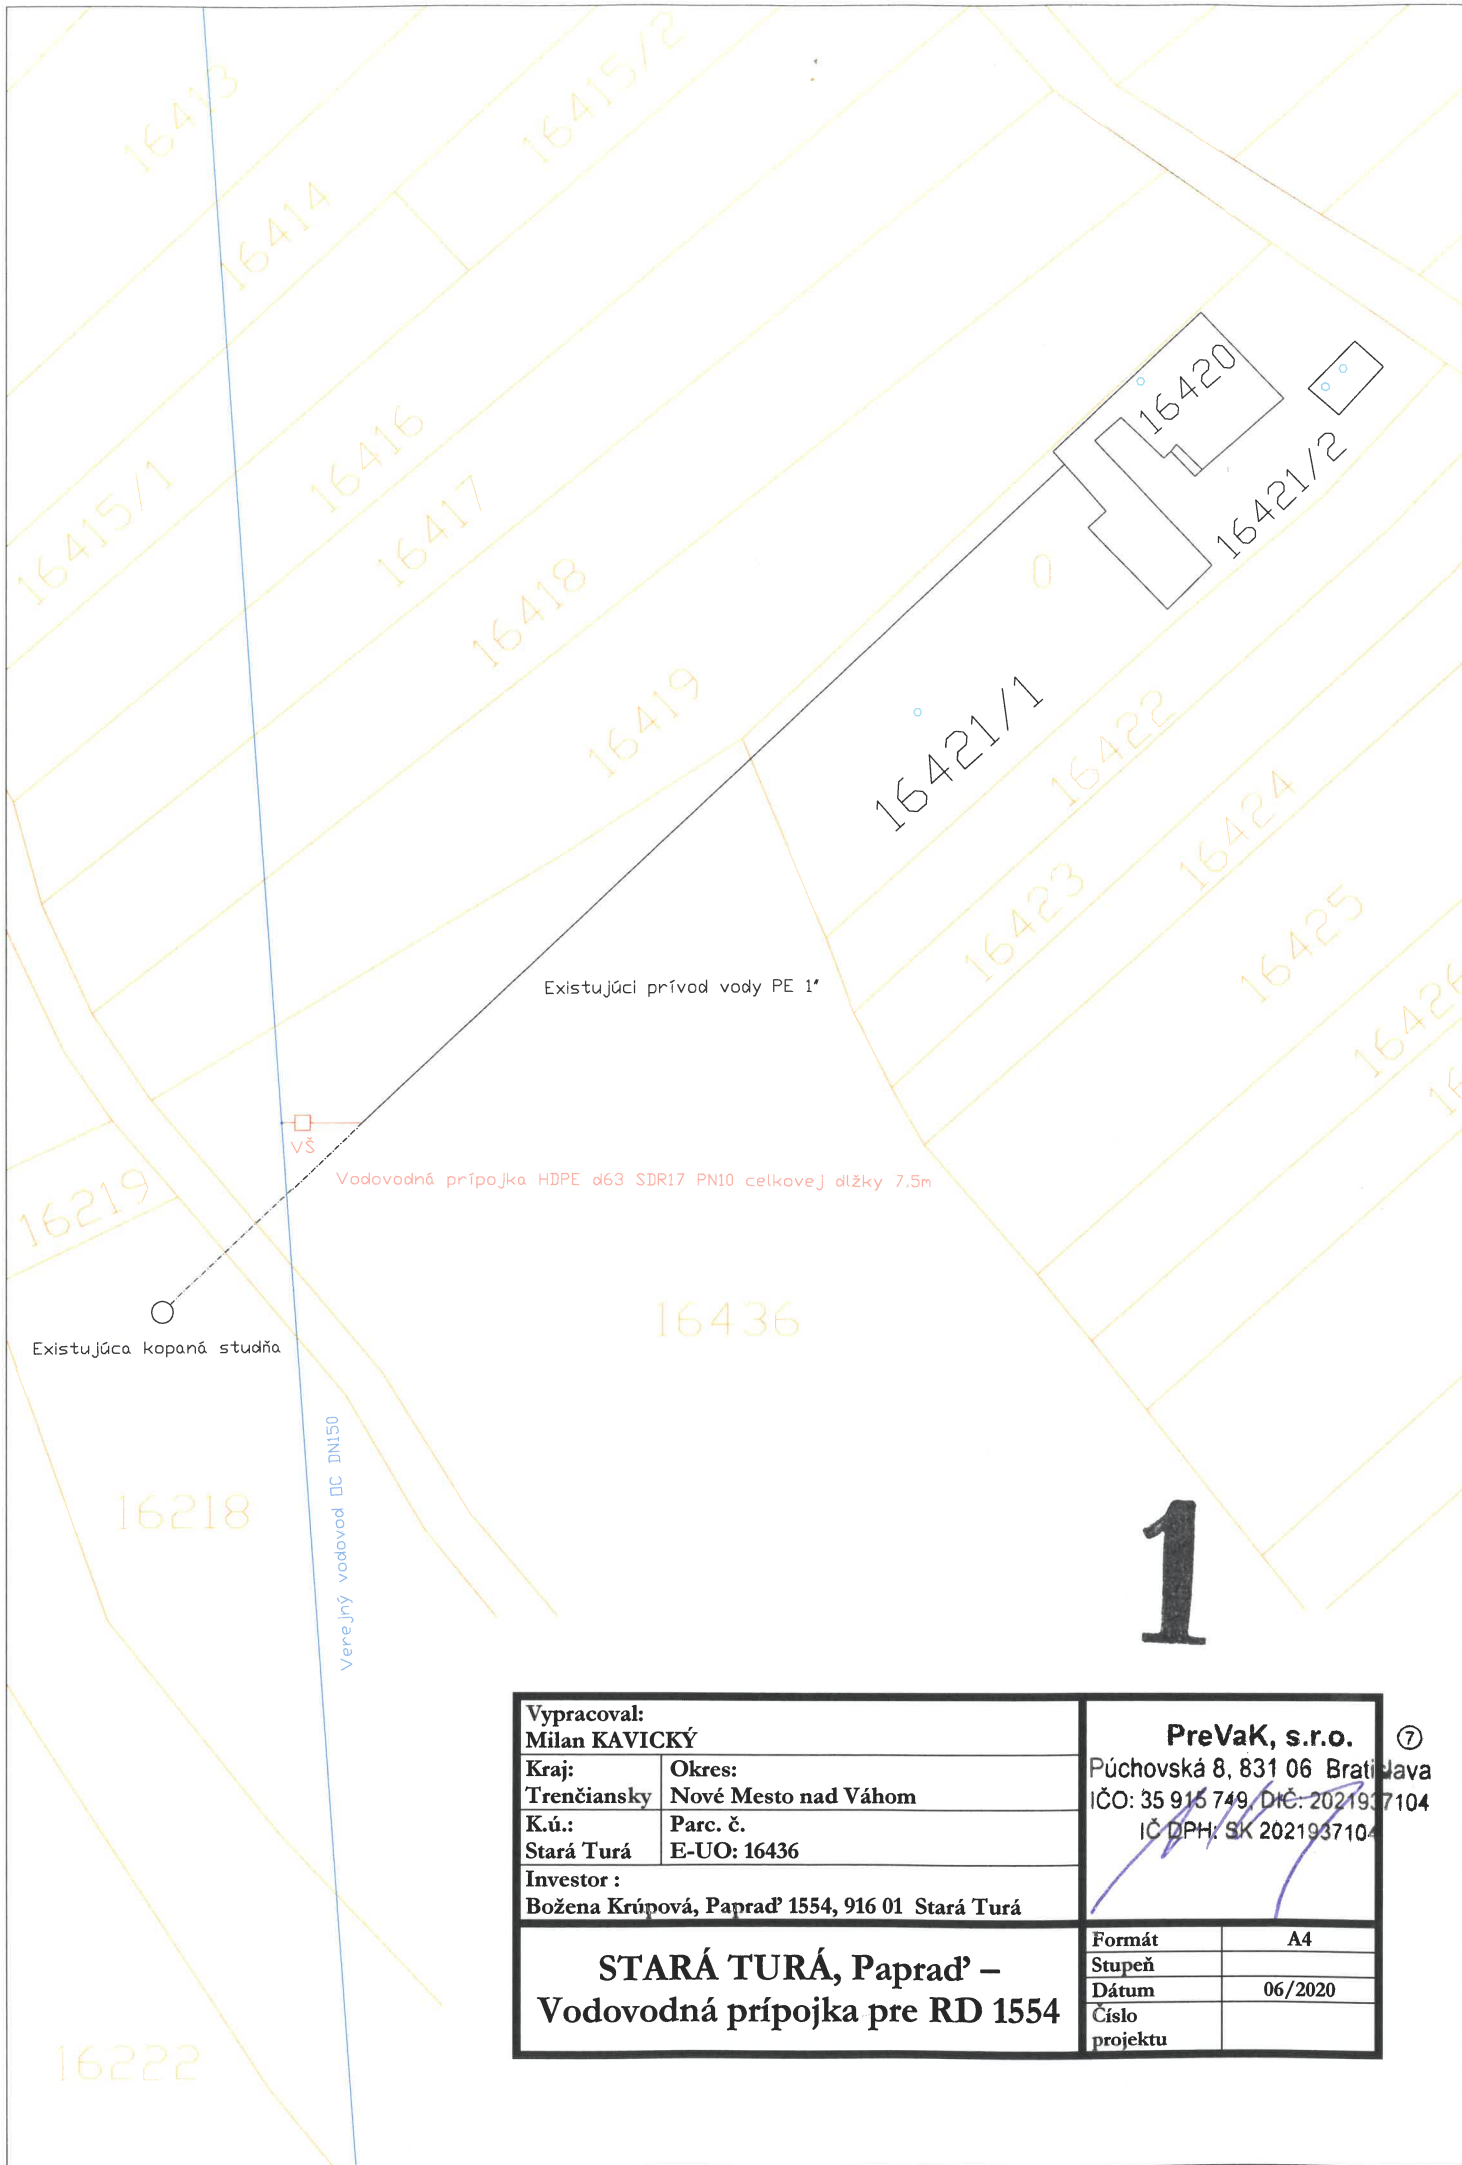 16413
16415/2
16414
16420
16416
16415/1
16417
16421/2
16418
0
16419
16421/1
16422
16424
16423
16425
16426
Existujúci prívod vody PE 1"
VŠ
Vodovodná prípojka HDPE d63 SDR17 PN10 celkovej dlžky 7.5m
16219
16436
Existujúca kopaná studňa
Verejný vodovod OC DN150
16218
1
Vypracoval:
Milan KAVICKÝ
Kraj:
Trenčiansky
Okres:
Nové Mesto nad Váhom
K.ú.:
Stará Turá
Parc. č.
E-UO: 16436
Investor :
Božena Krúpová, Papraď 1554, 916 01 Stará Turá
PreVaK, s.r.o. 7
Púchovská 8, 831 06 Bratislava
IČO: 35 915 749, DIČ: 2021937104
IČ DPH: SK 2021937104
STARÁ TURÁ, Papraď –
Vodovodná prípojka pre RD 1554
Formát A4
Stupeň
Dátum 06/2020
Číslo
projektu
16222